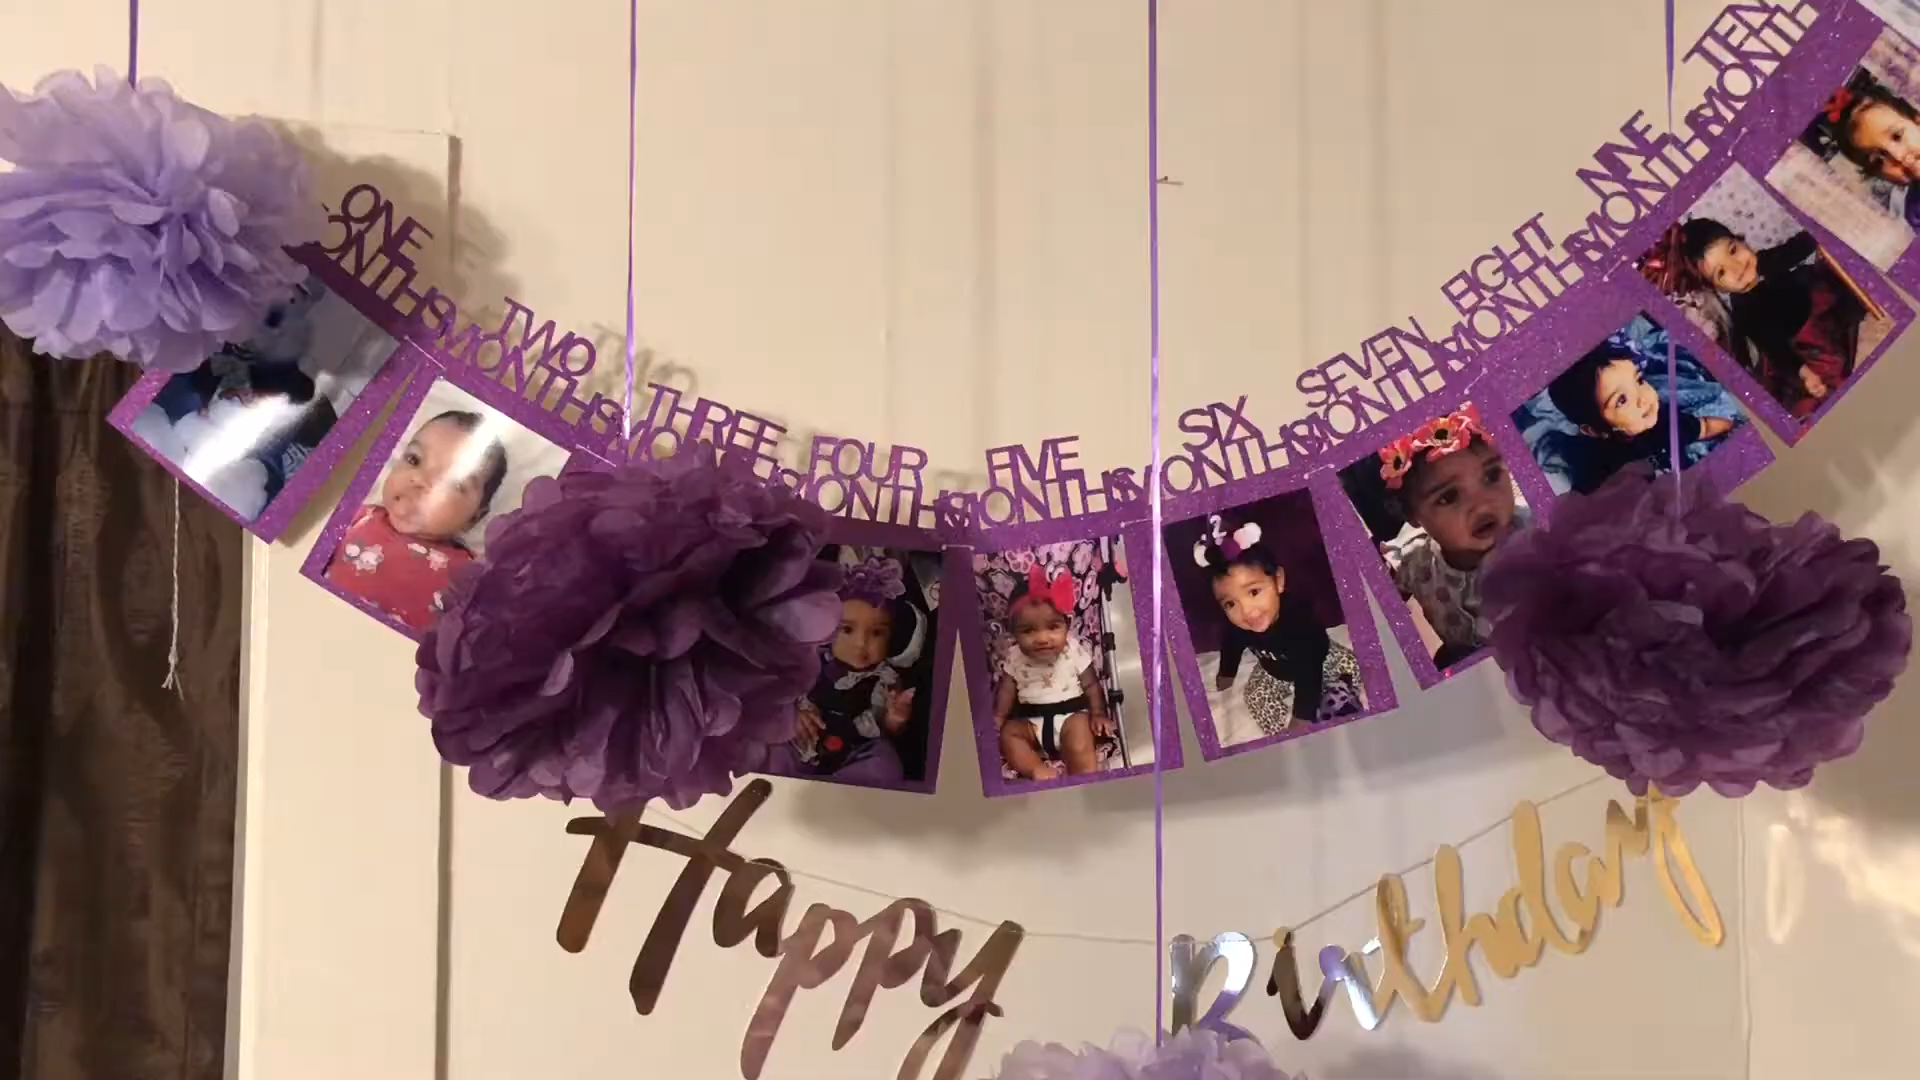 ONE
ONTHS
TWO
MONTHS
THREE
MONTHS
FOUR
MONTHS
FIVE
MONTHS
SIX
MONTHS
SEVEN
MONTHS
EIGHT
MONTHS
NINE
MONTHS
TEN
MONTH
Happy Birthday